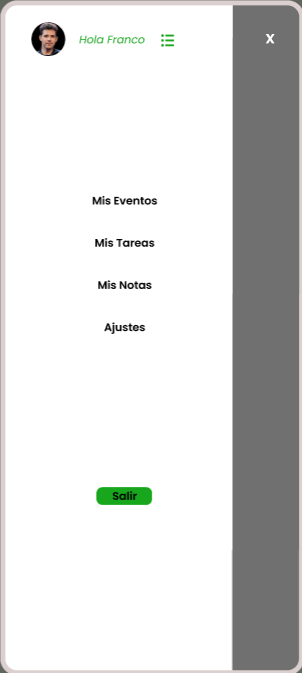 Hola Franco
X
Mis Eventos
Mis Tareas
Mis Notas
Ajustes
Salir